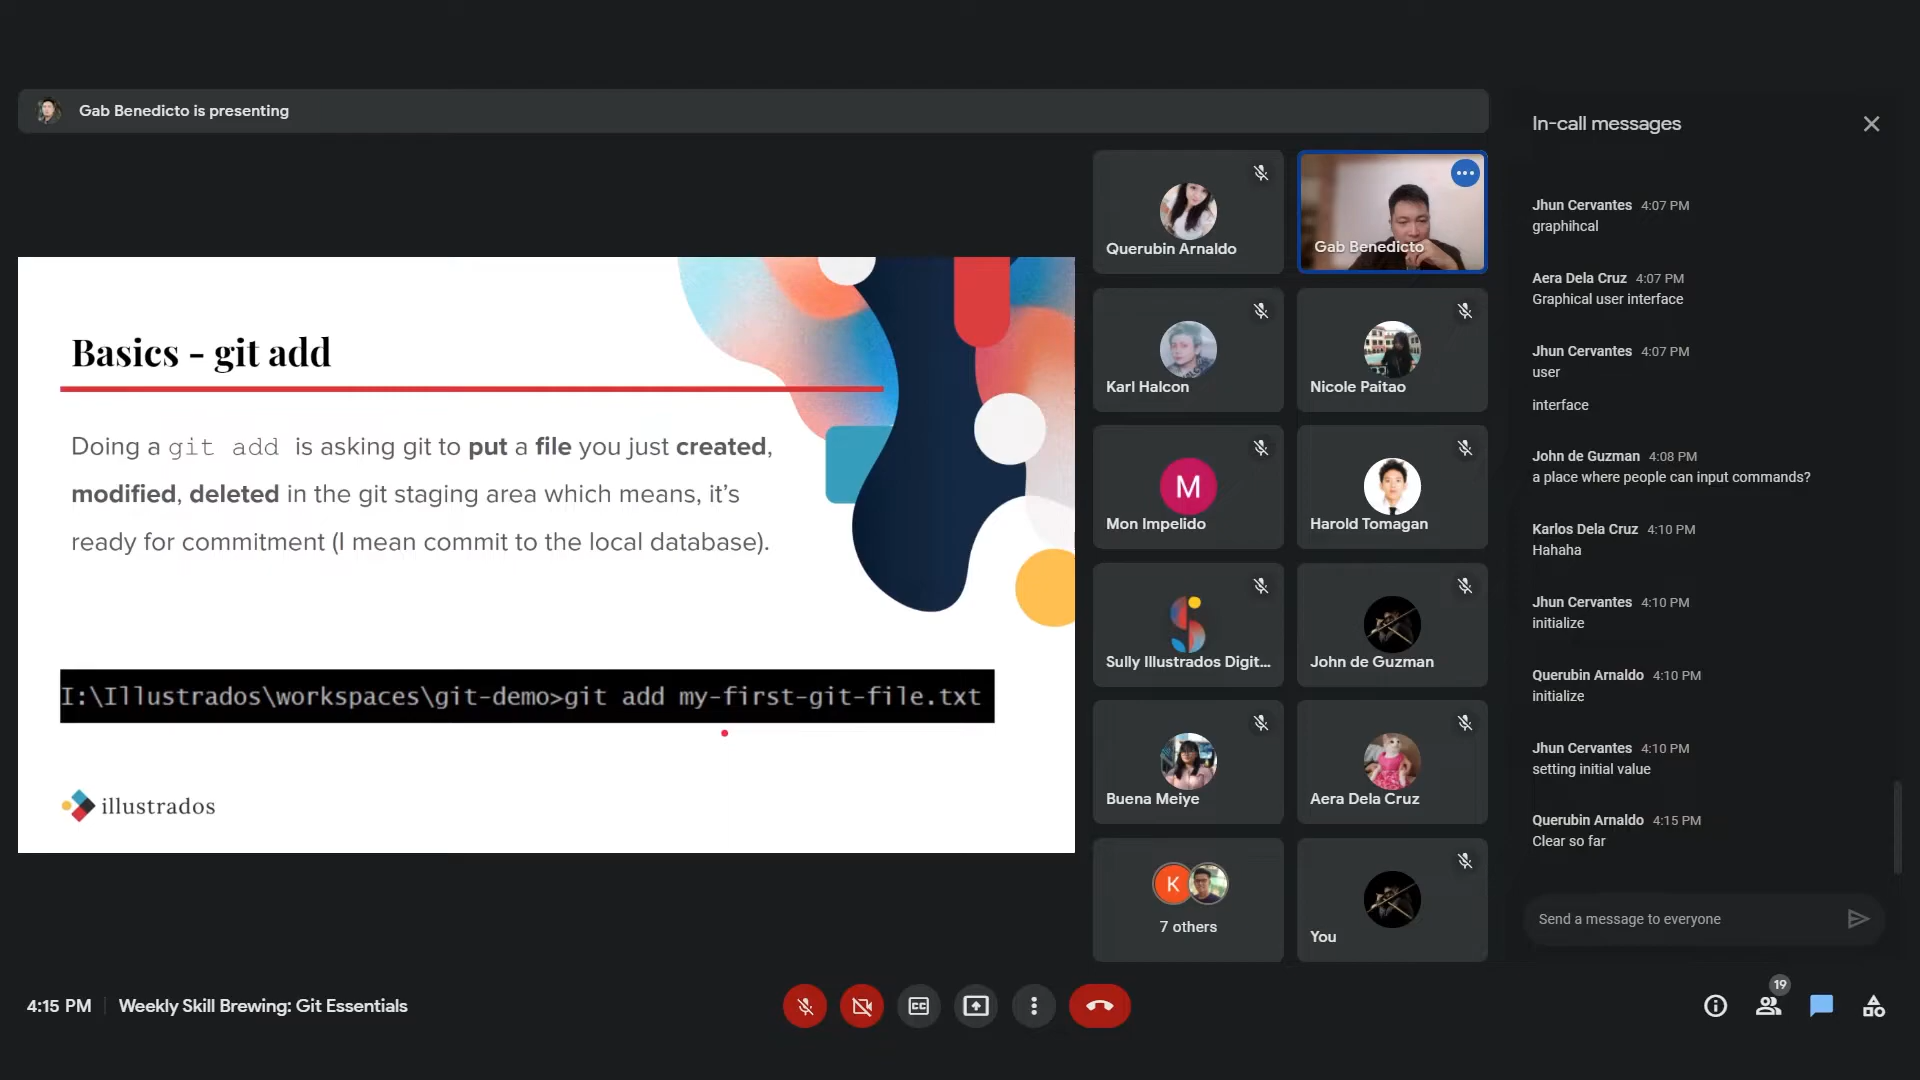 Gab Benedicto is presenting
Basics - git add
Doing a git add is asking git to put a file you just created,
modified, deleted in the git staging area which means, it’s
ready for commitment (I mean commit to the local database).
I:\Illustrados\workspaces\git-demo>git add my-first-git-file.txt
illustrados
Querubin Arnaldo
Gab Benedicto
Karl Halcon
Nicole Paitao
M
Mon Impelido
Harold Tomagan
Sully Illustrados Digit...
John de Guzman
Buena Meiye
Aera Dela Cruz
K
7 others
You
In-call messages
Jhun Cervantes 4:07 PM
graphihcal
Aera Dela Cruz 4:07 PM
Graphical user interface
Jhun Cervantes 4:07 PM
user
interface
John de Guzman 4:08 PM
a place where people can input commands?
Karlos Dela Cruz 4:10 PM
Hahaha
Jhun Cervantes 4:10 PM
initialize
Querubin Arnaldo 4:10 PM
initialize
Jhun Cervantes 4:10 PM
setting initial value
Querubin Arnaldo 4:15 PM
Clear so far
Send a message to everyone
4:15 PM
Weekly Skill Brewing: Git Essentials
CC
19